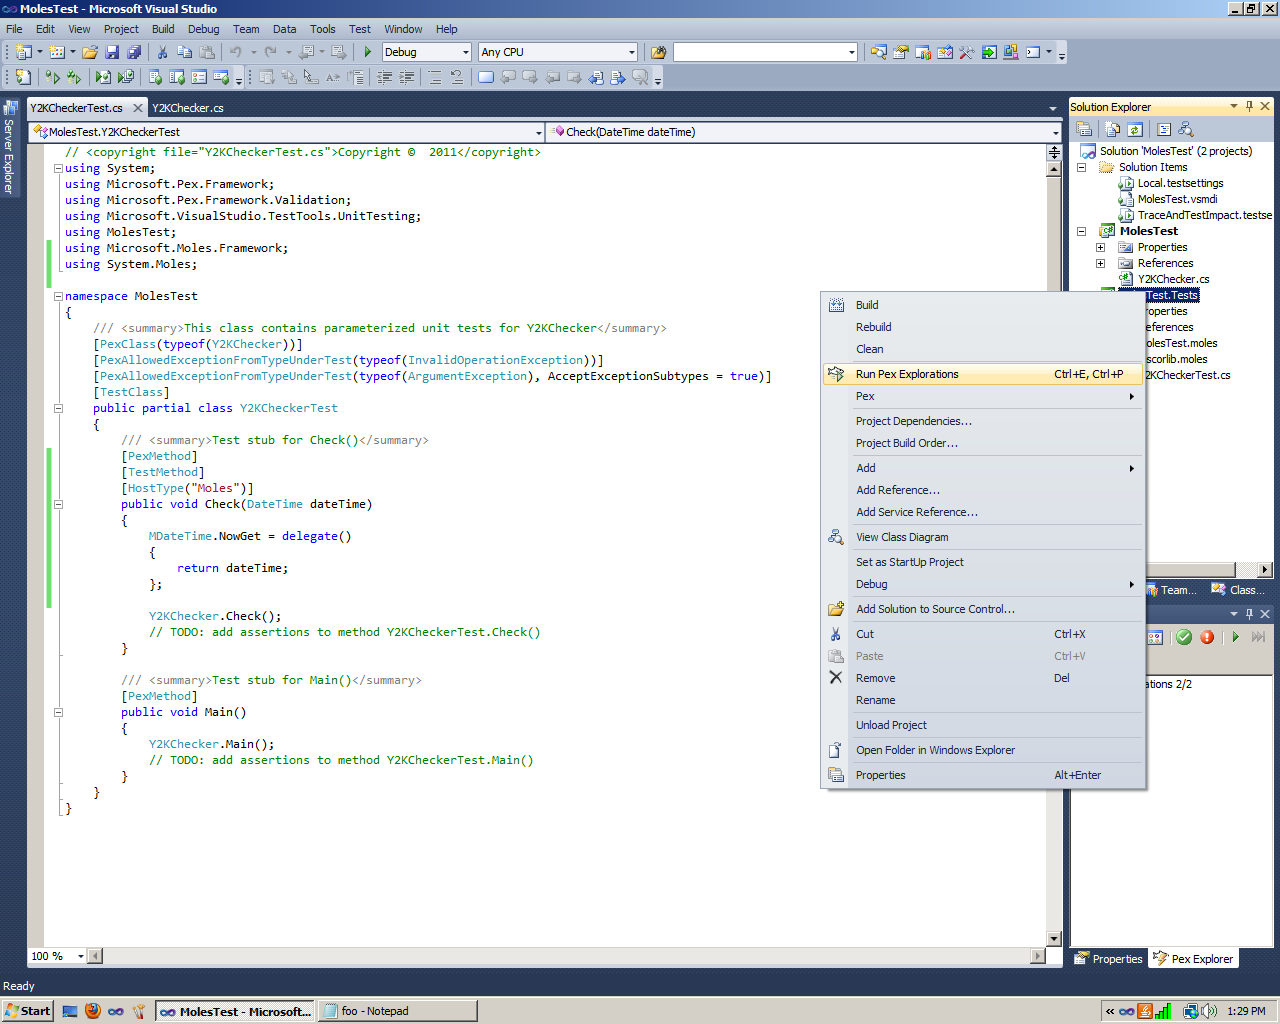 MolesTest - Microsoft Visual Studio
File Edit View Project Build Debug Team Data Tools Test Window Help
Debug Any CPU
Server Explorer
Y2KCheckerTest.cs Y2KChecker.cs
MolesTest.Y2KCheckerTest Check(DateTime dateTime)
// <copyright file="Y2KCheckerTest.cs">Copyright © 2011</copyright>
using System;
using Microsoft.Pex.Framework;
using Microsoft.Pex.Framework.Validation;
using Microsoft.VisualStudio.TestTools.UnitTesting;
using MolesTest;
using Microsoft.Moles.Framework;
using System.Moles;
namespace MolesTest
{
/// <summary>This class contains parameterized unit tests for Y2KChecker</summary>
[PexClass(typeof(Y2KChecker))]
[PexAllowedExceptionFromTypeUnderTest(typeof(InvalidOperationException))]
[PexAllowedExceptionFromTypeUnderTest(typeof(ArgumentException), AcceptExceptionSubtypes = true)]
[TestClass]
public partial class Y2KCheckerTest
{
/// <summary>Test stub for Check()</summary>
[PexMethod]
[TestMethod]
[HostType("Moles")]
public void Check(DateTime dateTime)
{
MDateTime.NowGet = delegate()
{
return dateTime;
};
Y2KChecker.Check();
// TODO: add assertions to method Y2KCheckerTest.Check()
}
/// <summary>Test stub for Main()</summary>
[PexMethod]
public void Main()
{
Y2KChecker.Main();
// TODO: add assertions to method Y2KCheckerTest.Main()
}
}
}
100 %
Build
Rebuild
Clean
Run Pex Explorations Ctrl+E, Ctrl+P
Pex
Project Dependencies...
Project Build Order...
Add
Add Reference...
Add Service Reference...
View Class Diagram
Set as StartUp Project
Debug
Add Solution to Source Control...
Cut Ctrl+X
Paste Ctrl+V
Remove Del
Rename
Unload Project
Open Folder in Windows Explorer
Properties Alt+Enter
Solution Explorer
Solution 'MolesTest' (2 projects)
Solution Items
Local.testsettings
MolesTest.vsmdi
TraceAndTestImpact.testse
MolesTest
Properties
References
Y2KChecker.cs
Test.Tests
operties
eferences
olesTest.moles
scorlib.moles
2KCheckerTest.cs
Team... Class...
ations 2/2
Properties Pex Explorer
Ready
Start MolesTest - Microsoft... foo - Notepad 1:29 PM